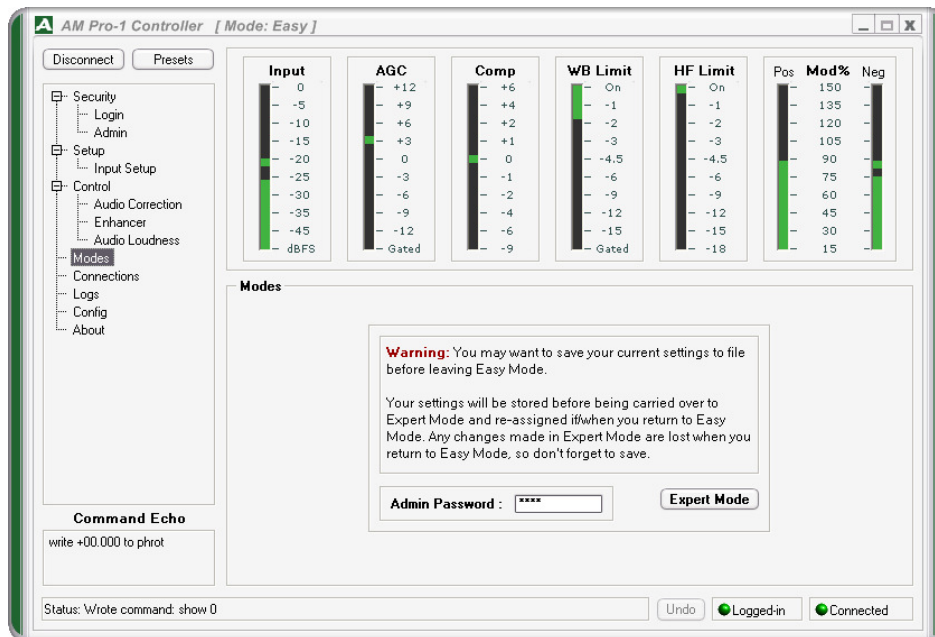 A AM Pro-1 Controller [ Mode: Easy ]
Disconnect Presets
Security
Login
Admin
Setup
Input Setup
Control
Audio Correction
Enhancer
Audio Loudness
Modes
Connections
Logs
Config
About
Command Echo
write +00.000 to phrot
Input
0
-5
-10
-15
-20
-25
-30
-35
-45
dBFS
AGC
+12
+9
+6
+3
0
-3
-6
-9
-12
Gated
Comp
+6
+4
+2
+1
0
-1
-2
-4
-6
-9
WB Limit
On
-1
-2
-3
-4.5
-6
-9
-12
-15
Gated
HF Limit
On
-1
-2
-3
-4.5
-6
-9
-12
-15
-18
Pos Mod% Neg
150
135
120
105
90
75
60
45
30
15
Modes
Warning: You may want to save your current settings to file
before leaving Easy Mode.
Your settings will be stored before being carried over to
Expert Mode and re-assigned if/when you return to Easy
Mode. Any changes made in Expert Mode are lost when you
return to Easy Mode, so don't forget to save.
Admin Password : **** Expert Mode
Status: Wrote command: show 0 Undo Logged-in Connected